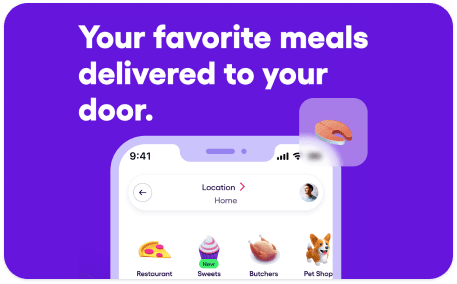 Your favorite meals
delivered to your
door.
9:41
Location
Home
Restaurant
New
Sweets
Butchers
Pet Shop